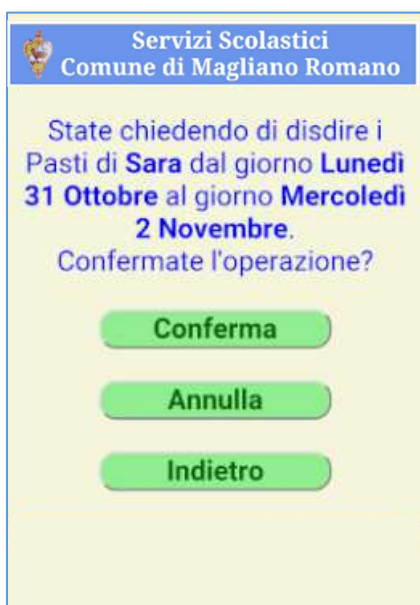 Servizi Scolastici
Comune di Magliano Romano
State chiedendo di disdire i
Pasti di Sara dal giorno Lunedì
31 Ottobre al giorno Mercoledì
2 Novembre.
Confermate l'operazione?
Conferma
Annulla
Indietro